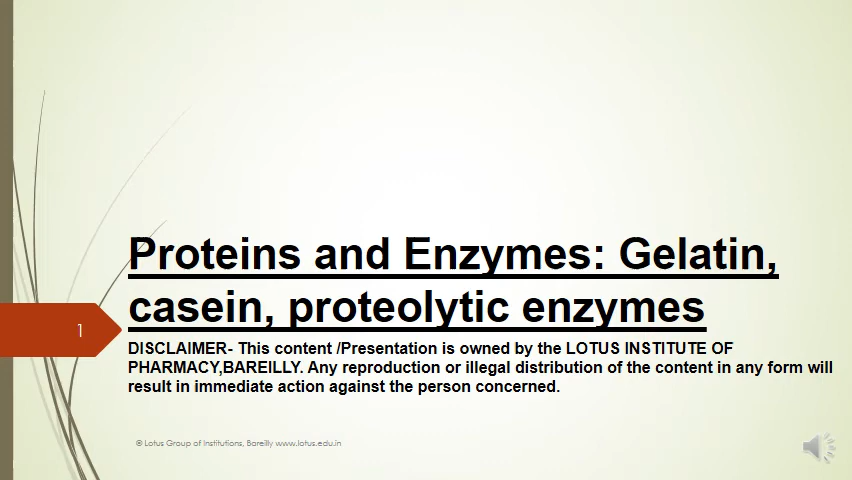 Proteins and Enzymes: Gelatin,
casein, proteolytic enzymes
1
DISCLAIMER- This content /Presentation is owned by the LOTUS INSTITUTE OF
PHARMACY,BAREILLY. Any reproduction or illegal distribution of the content in any form will
result in immediate action against the person concerned.
® Lotus Group of Institutions, Bareilly www.lotus.edu.in